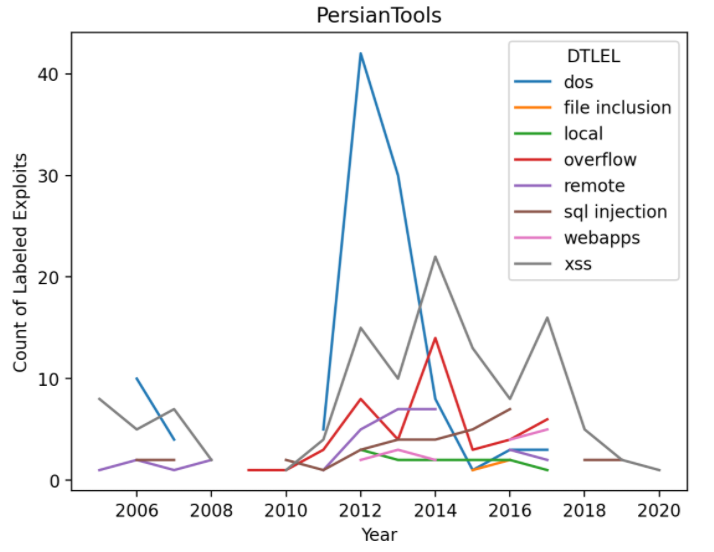 PersianTools
DTLEL
dos
file inclusion
local
overflow
remote
sql injection
webapps
xss
Count of Labeled Exploits
40
30
20
10
0
2006 2008 2010 2012 2014 2016 2018 2020
Year